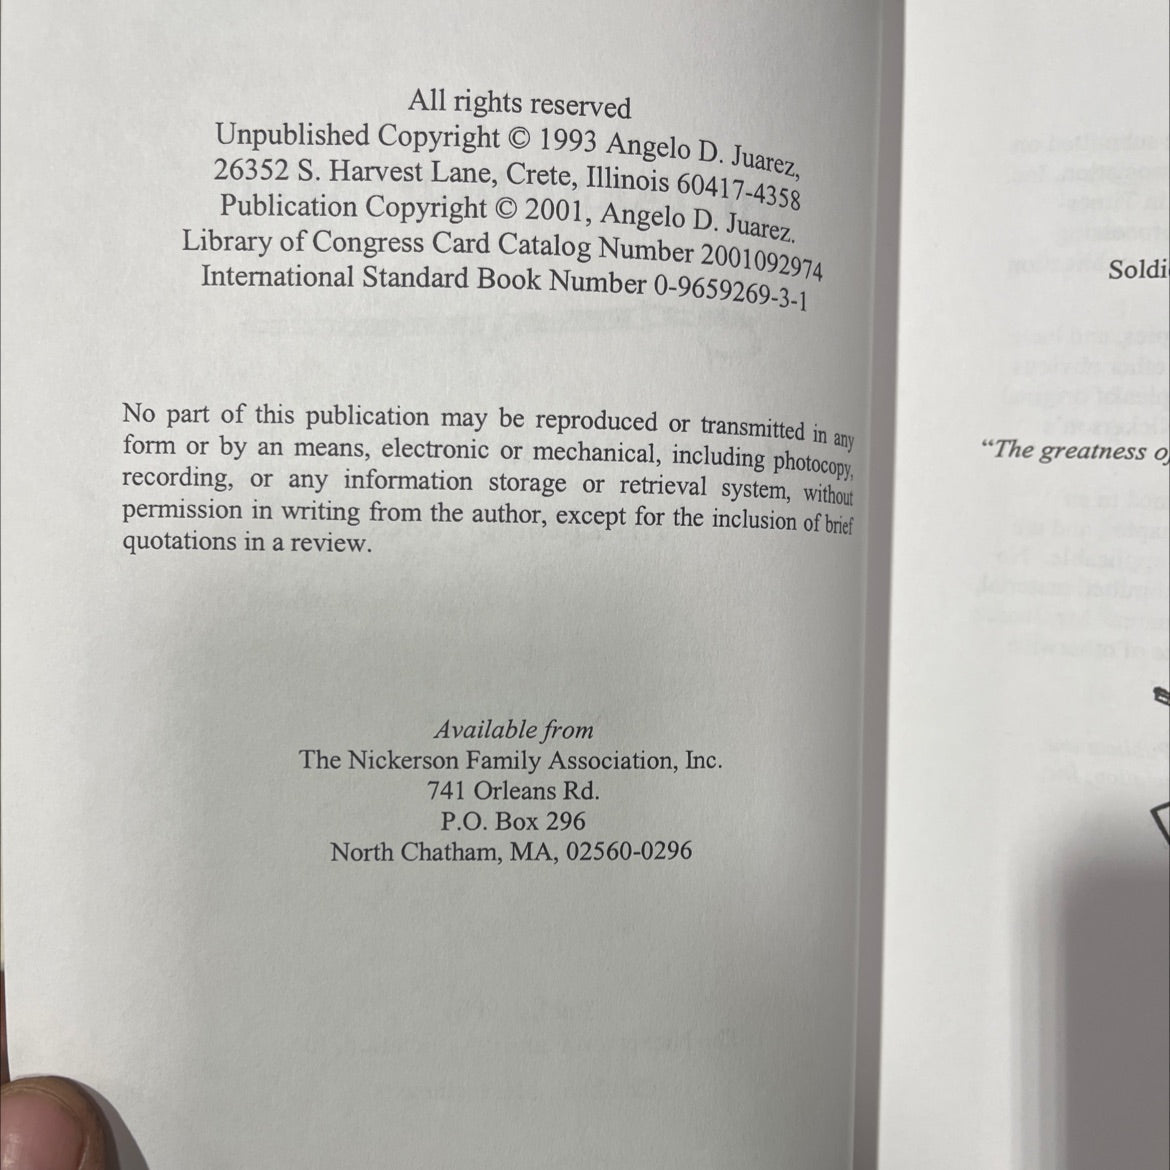 All rights reserved
Unpublished Copyright © 1993 Angelo D. Juarez,
26352 S. Harvest Lane, Crete, Illinois 60417-4358
Publication Copyright © 2001, Angelo D. Juarez.
Library of Congress Card Catalog Number 2001092974
International Standard Book Number 0-9659269-3-1
No part of this publication may be reproduced or transmitted in any
form or by an means, electronic or mechanical, including photocopy,
recording, or any information storage or retrieval system, without
permission in writing from the author, except for the inclusion of brief
quotations in a review.
Available from
The Nickerson Family Association, Inc.
741 Orleans Rd.
P.O. Box 296
North Chatham, MA, 02560-0296
Soldi
“The greatness o